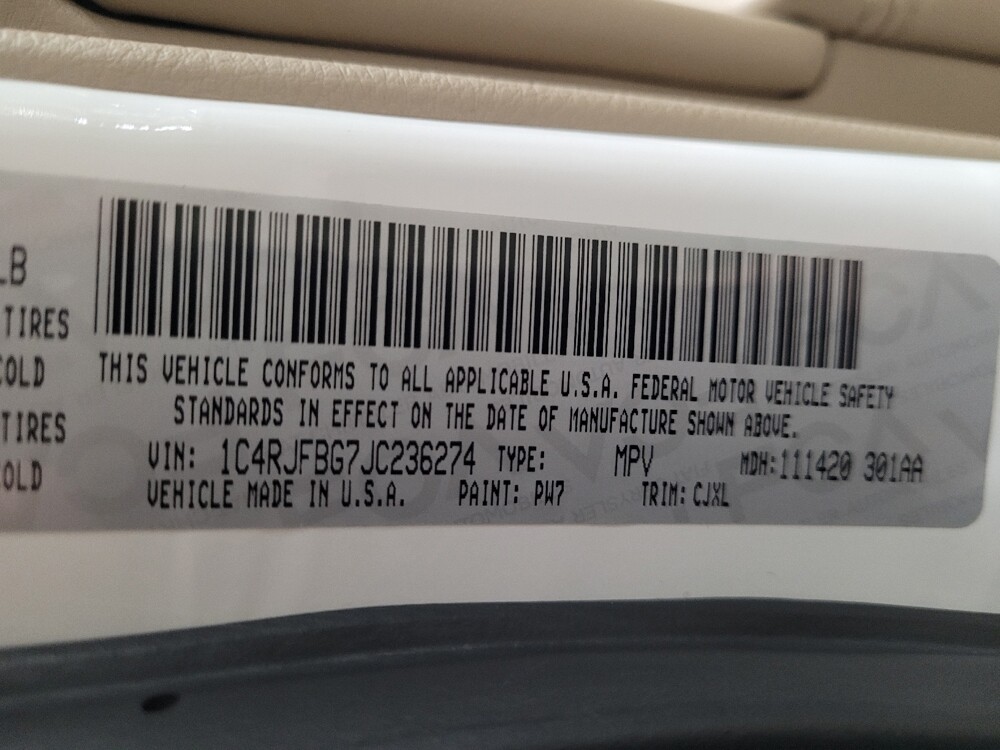 LB
TIRES
COLD
TIRES
COLD
THIS VEHICLE CONFORMS TO ALL APPLICABLE U.S.A. FEDERAL MOTOR VEHICLE SAFETY
STANDARDS IN EFFECT ON THE DATE OF MANUFACTURE SHOWN ABOVE.
VIN: 1C4RJFBG7JC236274 TYPE: MPV MDH:111420 301AA
VEHICLE MADE IN U.S.A. PAINT: PW7 TRIM: CJXL